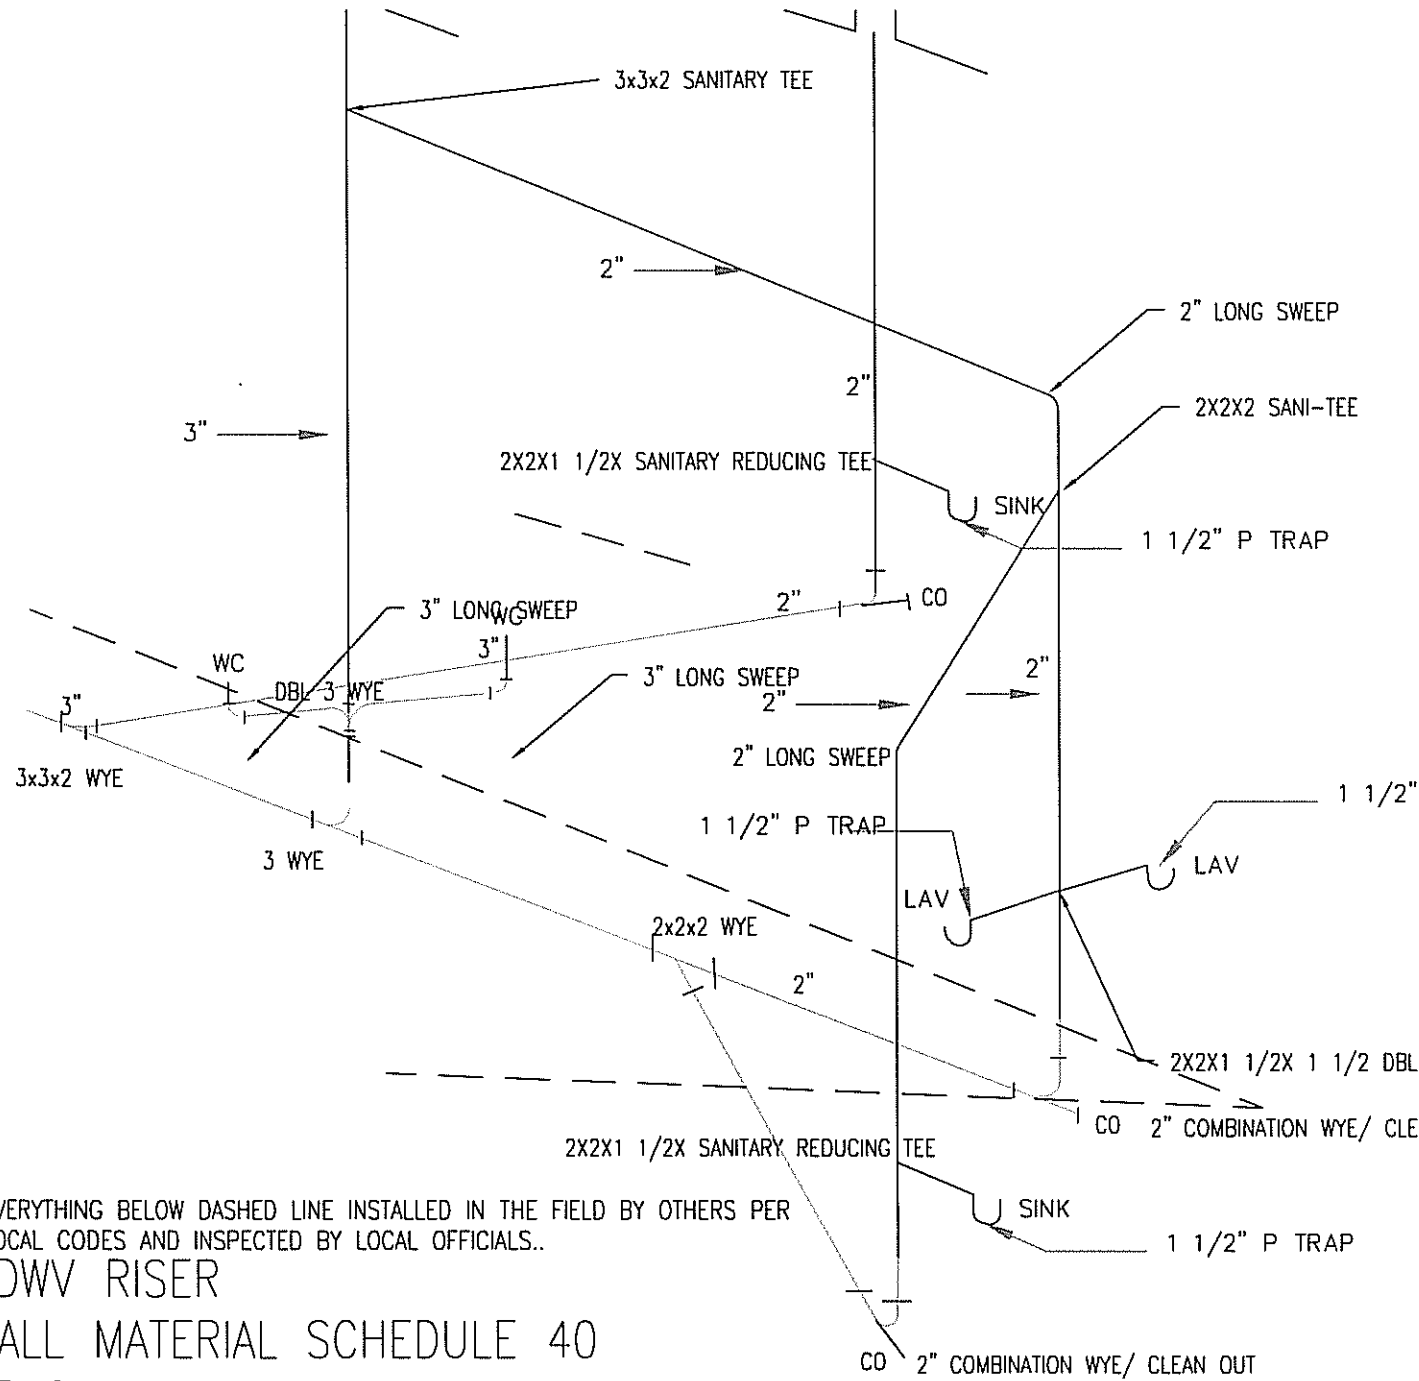 3x3x2 SANITARY TEE
2"
2" LONG SWEEP
2"
2X2X2 SANI-TEE
3"
2X2X1 1/2X SANITARY REDUCING TEE
SINK
1 1/2" P TRAP
2"
CO
3" LONG SWEEP
WC
3"
WC
DBL 3 WYE
3" LONG SWEEP
2"
2"
3"
2" LONG SWEEP
3x3x2 WYE
1 1/2"
1 1/2" P TRAP
3 WYE
LAV
LAV
2x2x2 WYE
2"
2X2X1 1/2X 1 1/2 DBL
CO
2" COMBINATION WYE/ CLE
2X2X1 1/2X SANITARY REDUCING TEE
VERYTHING BELOW DASHED LINE INSTALLED IN THE FIELD BY OTHERS PER
OCAL CODES AND INSPECTED BY LOCAL OFFICIALS..
SINK
1 1/2" P TRAP
DWV RISER
ALL MATERIAL SCHEDULE 40
CO
2" COMBINATION WYE/ CLEAN OUT